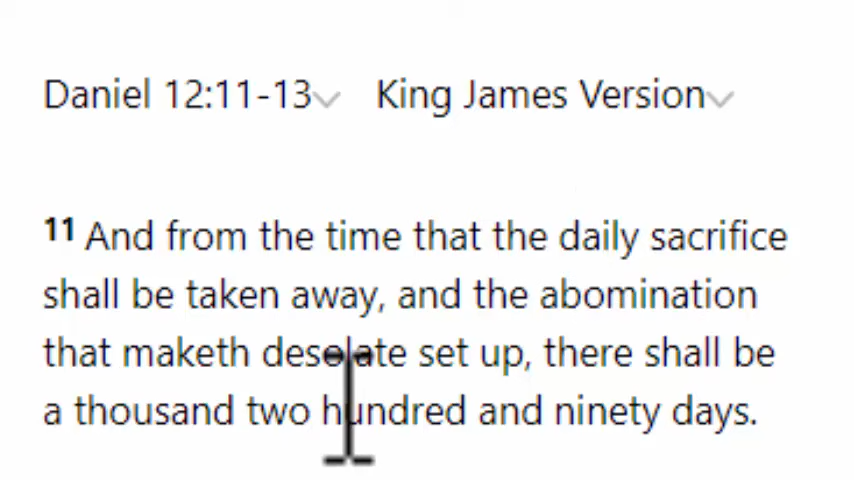 Daniel 12:11-13 King James Version
11 And from the time that the daily sacrifice
shall be taken away, and the abomination
that maketh desolate set up, there shall be
a thousand two hundred and ninety days.